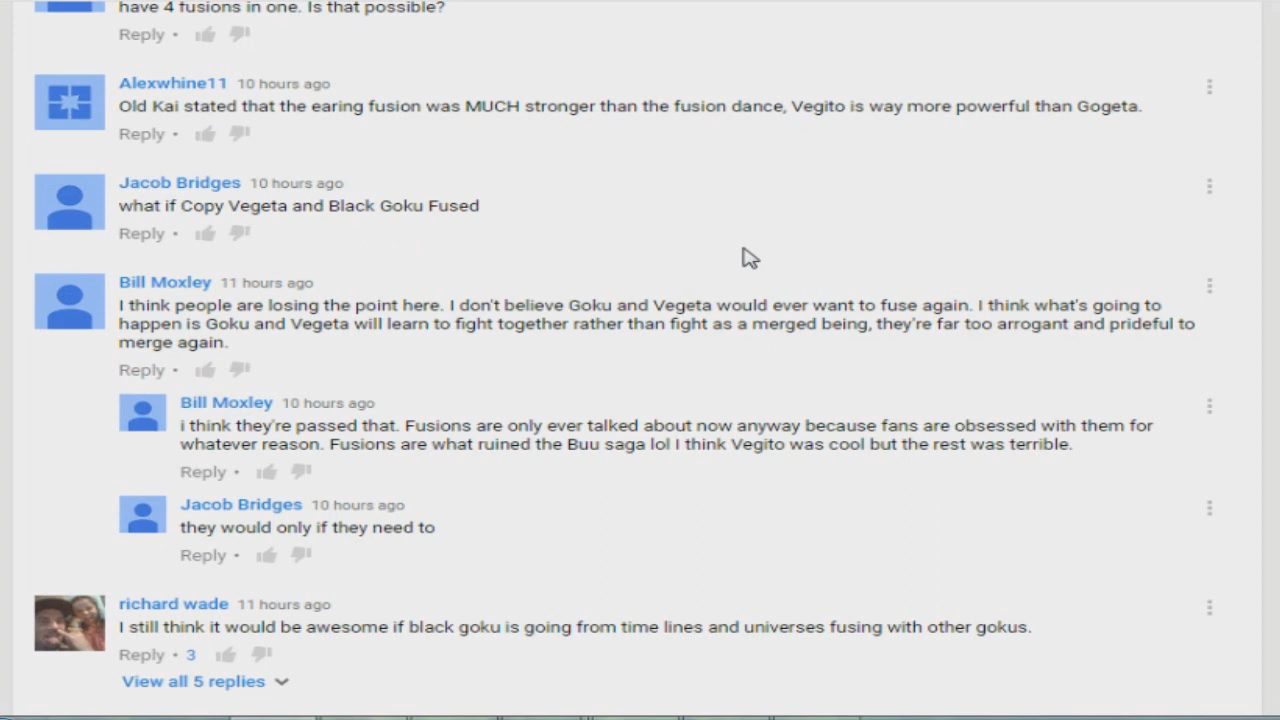 have 4 fusions in one. Is that possible?
Reply •
Alexwhine11 10 hours ago
Old Kai stated that the earing fusion was MUCH stronger than the fusion dance, Vegito is way more powerful than Gogeta.
Reply •
Jacob Bridges 10 hours ago
what if Copy Vegeta and Black Goku Fused
Reply •
Bill Moxley 11 hours ago
I think people are losing the point here. I don't believe Goku and Vegeta would ever want to fuse again. I think what's going to
happen is Goku and Vegeta will learn to fight together rather than fight as a merged being, they're far too arrogant and prideful to
merge again.
Reply •
Bill Moxley 10 hours ago
i think they're passed that. Fusions are only ever talked about now anyway because fans are obsessed with them for
whatever reason. Fusions are what ruined the Buu saga lol I think Vegito was cool but the rest was terrible.
Reply •
Jacob Bridges 10 hours ago
they would only if they need to
Reply •
richard wade 11 hours ago
I still think it would be awesome if black goku is going from time lines and universes fusing with other gokus.
Reply • 3
View all 5 replies